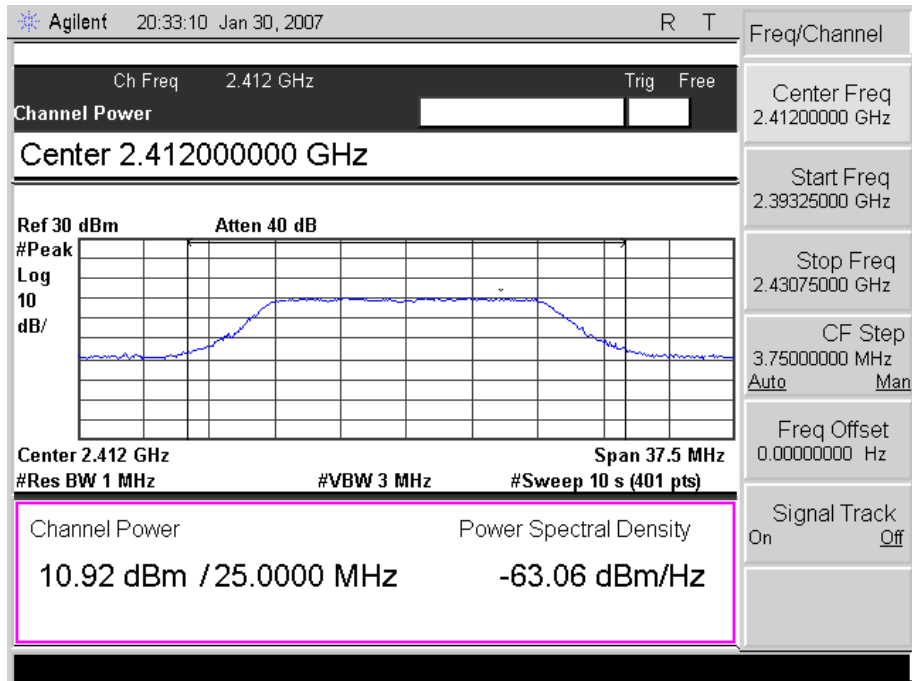 Agilent 20:33:10 Jan 30, 2007 R T
Freq/Channel
Ch Freq 2.412 GHz Trig Free
Channel Power
Center 2.412000000 GHz
Ref 30 dBm Atten 40 dB
#Peak
Log
10
dB/
Center 2.412 GHz Span 37.5 MHz
#Res BW 1 MHz #VBW 3 MHz #Sweep 10 s (401 pts)
Channel Power Power Spectral Density
10.92 dBm / 25.0000 MHz -63.06 dBm/Hz
Center Freq
2.41200000 GHz
Start Freq
2.39325000 GHz
Stop Freq
2.43075000 GHz
CF Step
3.75000000 MHz
Auto Man
Freq Offset
0.00000000 Hz
Signal Track
On Off